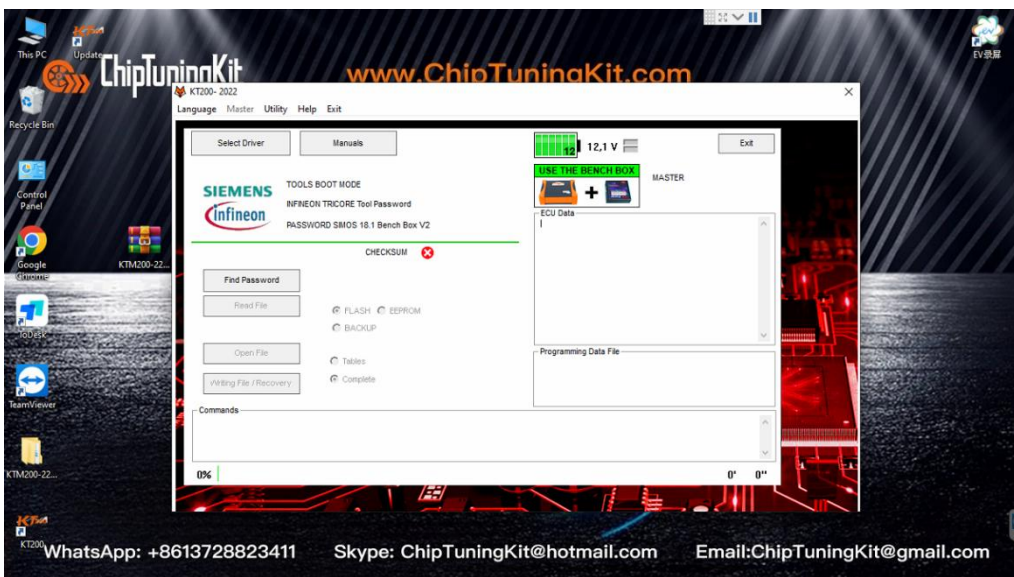 This PC
Update
ChipTuningKit
www.ChipTuningKit.com
EV录屏
Recycle Bin
Control
Panel
Google
Chrome
KTM200-22...
ToDesk
TeamViewer
KTM200-22...
KT200
KT200- 2022
Language Master Utility Help Exit
Select Driver
Manuals
12
12,1 V
Exit
SIEMENS
infineon
TOOLS BOOT MODE
INFINEON TRICORE Tool Password
PASSWORD SIMOS 18.1 Bench Box V2
USE THE BENCH BOX
+
MASTER
ECU Data
CHECKSUM
Find Password
Read File
FLASH
EEPROM
BACKUP
Open File
Tables
Writing File / Recovery
Complete
Programming Data File
Commands
0%
0' 0''
WhatsApp: +8613728823411 Skype: ChipTuningKit@hotmail.com Email:ChipTuningKit@gmail.com